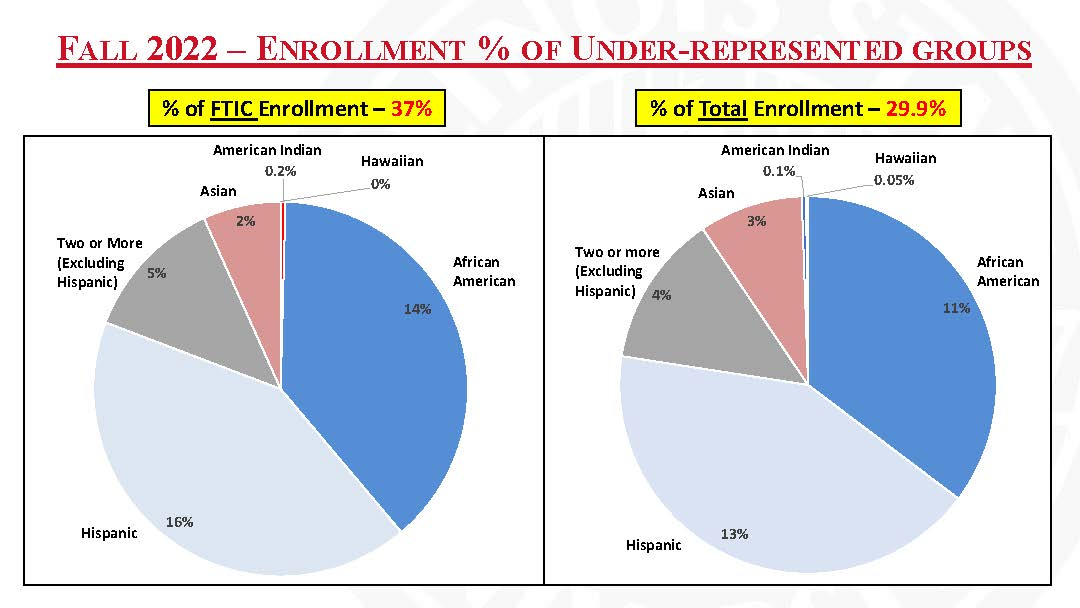 FALL 2022 – ENROLLMENT % OF UNDER-REPRESENTED GROUPS
% of FTIC Enrollment – 37%
American Indian
0.2%
Hawaiian
0%
Asian
2%
Two or More
(Excluding
Hispanic)
5%
African
American
14%
Hispanic
16%
% of Total Enrollment – 29.9%
American Indian
0.1%
Hawaiian
0.05%
Asian
3%
Two or more
(Excluding
Hispanic)
4%
African
American
11%
Hispanic
13%